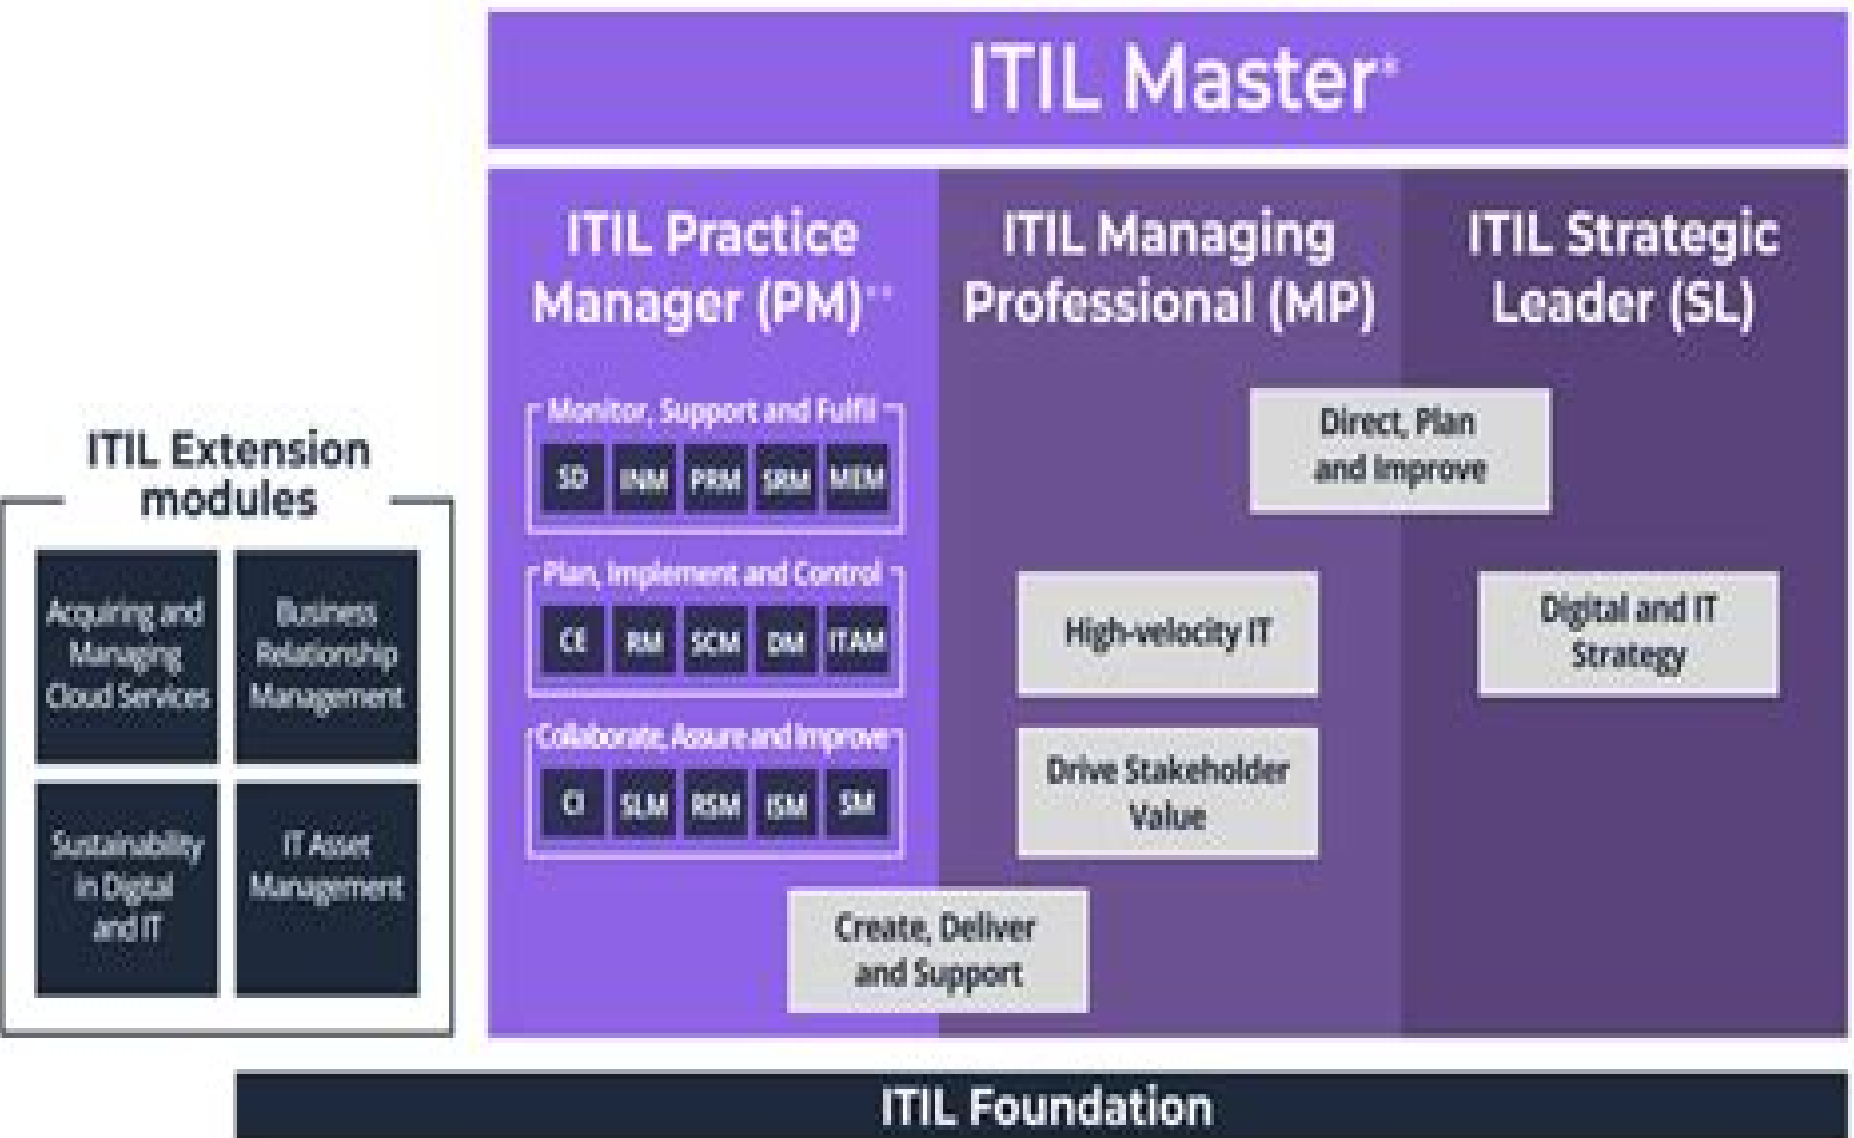 ITIL Master*
ITIL Practice
Manager (PM)**
ITIL Managing
Professional (MP)
ITIL Strategic
Leader (SL)
Monitor, Support and Fulfil
SD INM PRM SRM MEM
Plan, Implement and Control
CE RM SCM DM ITAM
Collaborate, Assure and Improve
CI SLM RSM ISM SM
Direct, Plan
and Improve
High-velocity IT
Digital and IT
Strategy
Drive Stakeholder
Value
Create, Deliver
and Support
ITIL Extension
modules
Acquiring and
Managing
Cloud Services
Business
Relationship
Management
Sustainability
in Digital
and IT
IT Asset
Management
ITIL Foundation